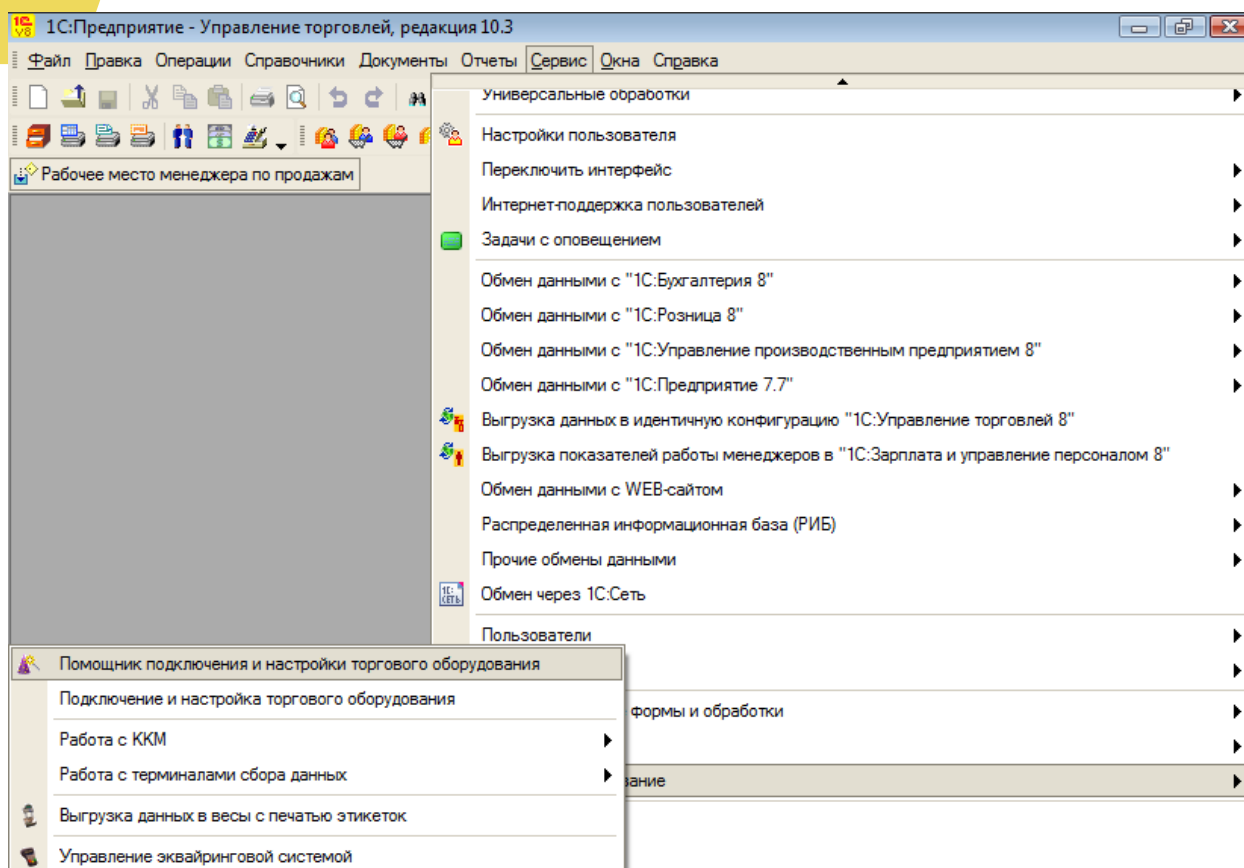 1С:Предприятие - Управление торговлей, редакция 10.3
Файл Правка Операции Справочники Документы Отчеты Сервис Окна Справка
Универсальные обработки
Настройки пользователя
Переключить интерфейс
Рабочее место менеджера по продажам
Интернет-поддержка пользователей
Задачи с оповещением
Обмен данными с "1С:Бухгалтерия 8"
Обмен данными с "1С:Розница 8"
Обмен данными с "1С:Управление производственным предприятием 8"
Обмен данными с "1С:Предприятие 7.7"
Выгрузка данных в идентичную конфигурацию "1С:Управление торговлей 8"
Выгрузка показателей работы менеджеров в "1С:Зарплата и управление персоналом 8"
Обмен данными с WEB-сайтом
Распределенная информационная база (РИБ)
Прочие обмены данными
Обмен через 1С:Сеть
Пользователи
Помощник подключения и настройки торгового оборудования
Подключение и настройка торгового оборудования
формы и обработки
Работа с ККМ
Работа с терминалами сбора данных
вание
Выгрузка данных в весы с печатью этикеток
Управление эквайринговой системой